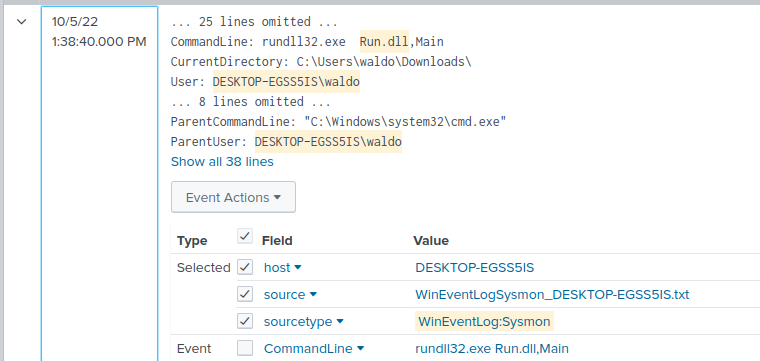 10/5/22
1:38:40.000 PM
... 25 lines omitted ...
CommandLine: rundll32.exe  Run.dll,Main
CurrentDirectory: C:\Users\waldo\Downloads\
User: DESKTOP-EGSS5IS\waldo
... 8 lines omitted ...
ParentCommandLine: "C:\Windows\system32\cmd.exe"
ParentUser: DESKTOP-EGSS5IS\waldo
Show all 38 lines
Event Actions
Type Field Value
Selected host DESKTOP-EGSS5IS
source WinEventLogSysmon_DESKTOP-EGSS5IS.txt
sourcetype WinEventLog:Sysmon
Event CommandLine rundll32.exe Run.dll,Main